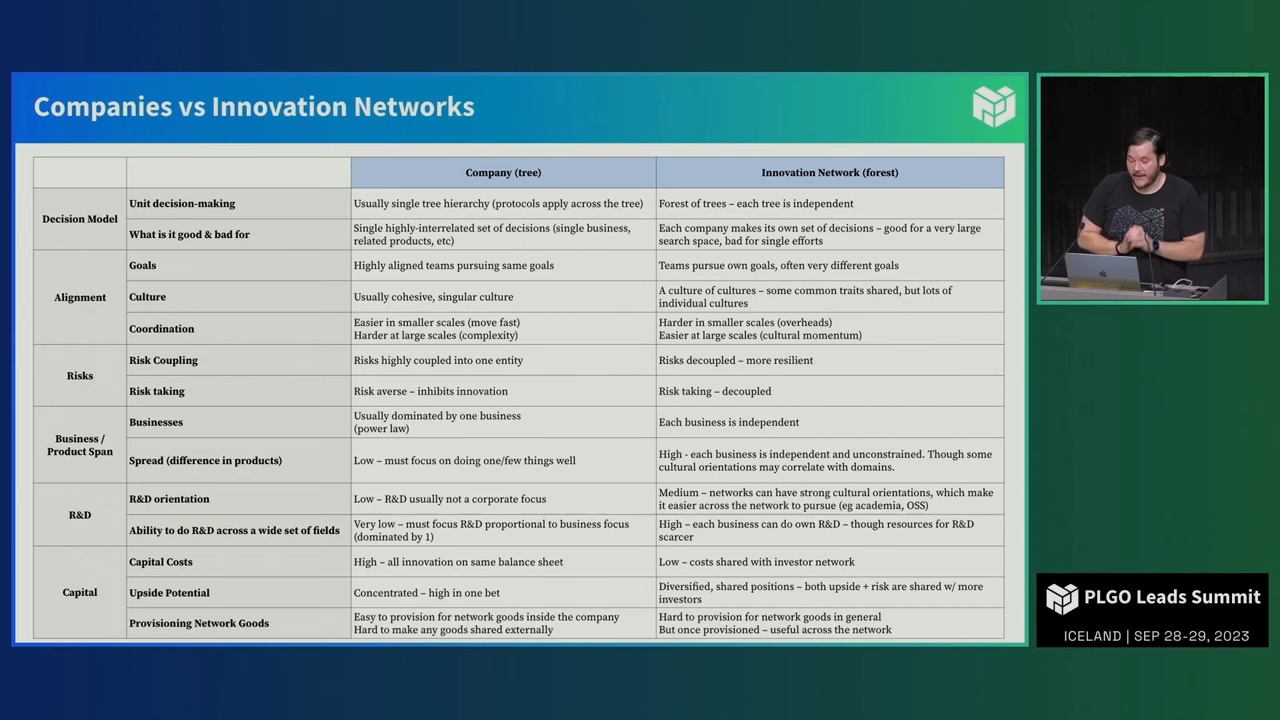 Companies vs Innovation Networks
Company (tree)
Innovation Network (forest)
Decision Model
Unit decision-making
Usually single tree hierarchy (protocols apply across the tree)
Forest of trees – each tree is independent
What is it good & bad for
Single highly-interrelated set of decisions (single business,
related products, etc)
Each company makes its own set of decisions – good for a very large
search space, bad for single efforts
Alignment
Goals
Highly aligned teams pursuing same goals
Teams pursue own goals, often very different goals
Culture
Usually cohesive, singular culture
A culture of cultures – some common traits shared, but lots of
individual cultures
Coordination
Easier in smaller scales (move fast)
Harder at large scales (complexity)
Harder in smaller scales (overheads)
Easier at large scales (cultural momentum)
Risks
Risk Coupling
Risks highly coupled into one entity
Risks decoupled – more resilient
Risk taking
Risk averse – inhibits innovation
Risk taking – decoupled
Business /
Product Span
Businesses
Usually dominated by one business
(power law)
Each business is independent
Spread (difference in products)
Low – must focus on doing one/few things well
High - each business is independent and unconstrained. Though some
cultural orientations may correlate with domains.
R&D
R&D orientation
Low – R&D usually not a corporate focus
Medium – networks can have strong cultural orientations, which make
it easier across the network to pursue (eg academia, OSS)
Ability to do R&D across a wide set of fields
Very low – must focus R&D proportional to business focus
(dominated by 1)
High – each business can do own R&D – though resources for R&D
scarcer
Capital
Capital Costs
High – all innovation on same balance sheet
Low – costs shared with investor network
Upside Potential
Concentrated – high in one bet
Diversified, shared positions – both upside + risk are shared w/ more
investors
Provisioning Network Goods
Easy to provision for network goods inside the company
Hard to make any goods shared externally
Hard to provision for network goods in general
But once provisioned – useful across the network
PLGO Leads Summit
ICELAND | SEP 28-29, 2023